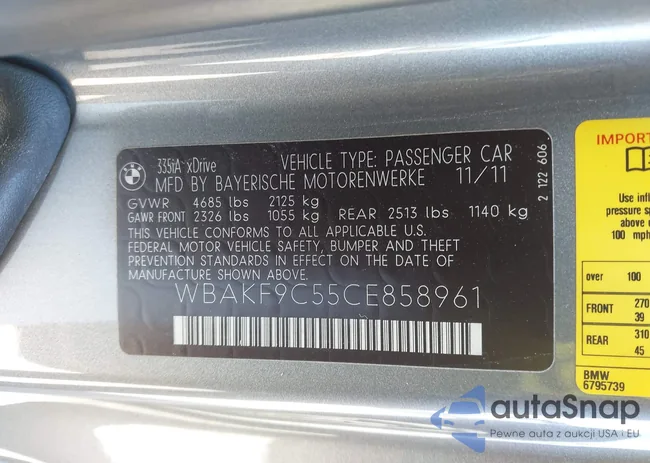 BMW
335iA xDrive VEHICLE TYPE: PASSENGER CAR
MFD BY BAYERISCHE MOTORENWERKE 11/11
GVWR 4685 lbs 2125 kg
GAWR FRONT 2326 lbs 1055 kg REAR 2513 lbs 1140 kg
THIS VEHICLE CONFORMS TO ALL APPLICABLE U.S.
FEDERAL MOTOR VEHICLE SAFETY, BUMPER AND THEFT
PREVENTION STANDARDS IN EFFECT ON THE DATE OF
MANUFACTURE SHOWN ABOVE.
WBAKF9C55CE858961
2 122 606
IMPORT
Use infl
pressure sp
above o
100 mph
over 100
FRONT 270
39
REAR 310
45
BMW
6795739
autaSnap
Pewne auta z aukcji USA i EU